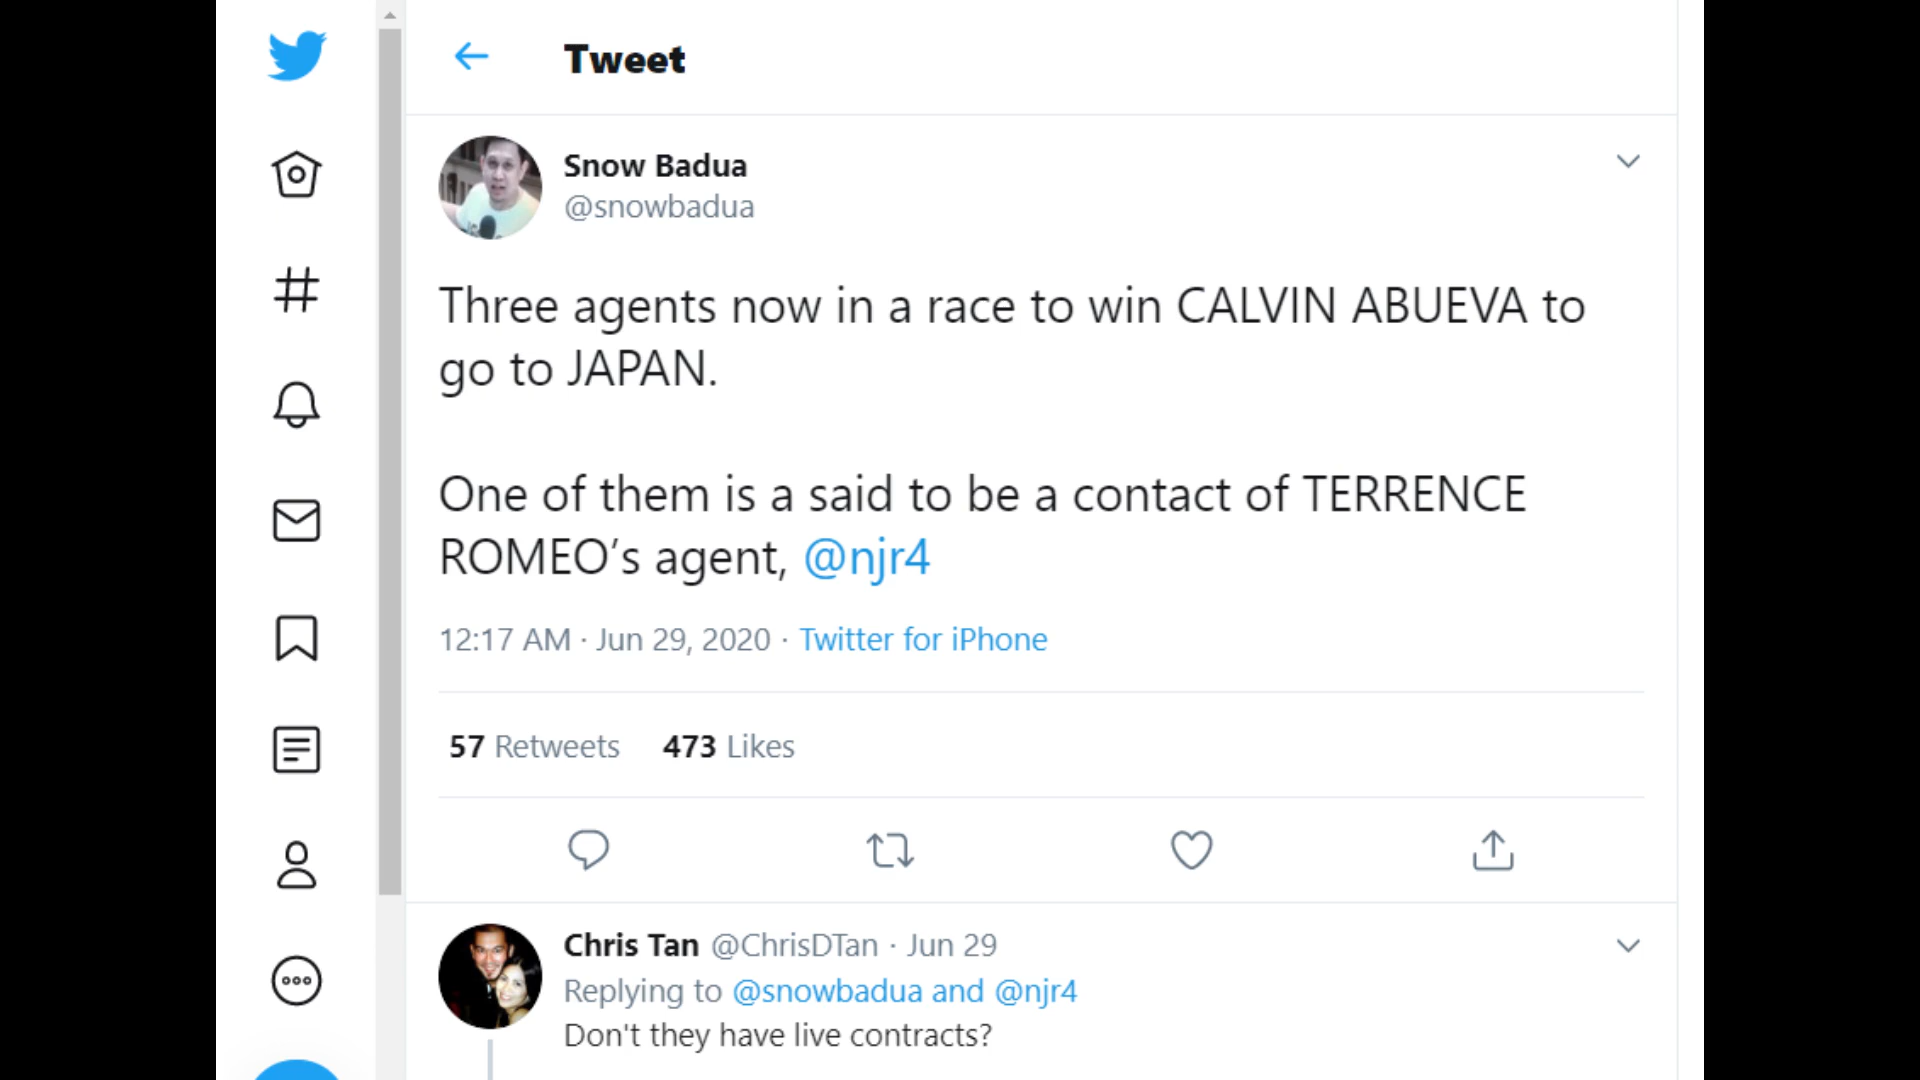 Tweet
Snow Badua
@snowbadua
Three agents now in a race to win CALVIN ABUEVA to
go to JAPAN.
One of them is a said to be a contact of TERRENCE
ROMEO’s agent, @njr4
12:17 AM · Jun 29, 2020 · Twitter for iPhone
57 Retweets 473 Likes
Chris Tan @ChrisDTan · Jun 29
Replying to @snowbadua and @njr4
Don't they have live contracts?